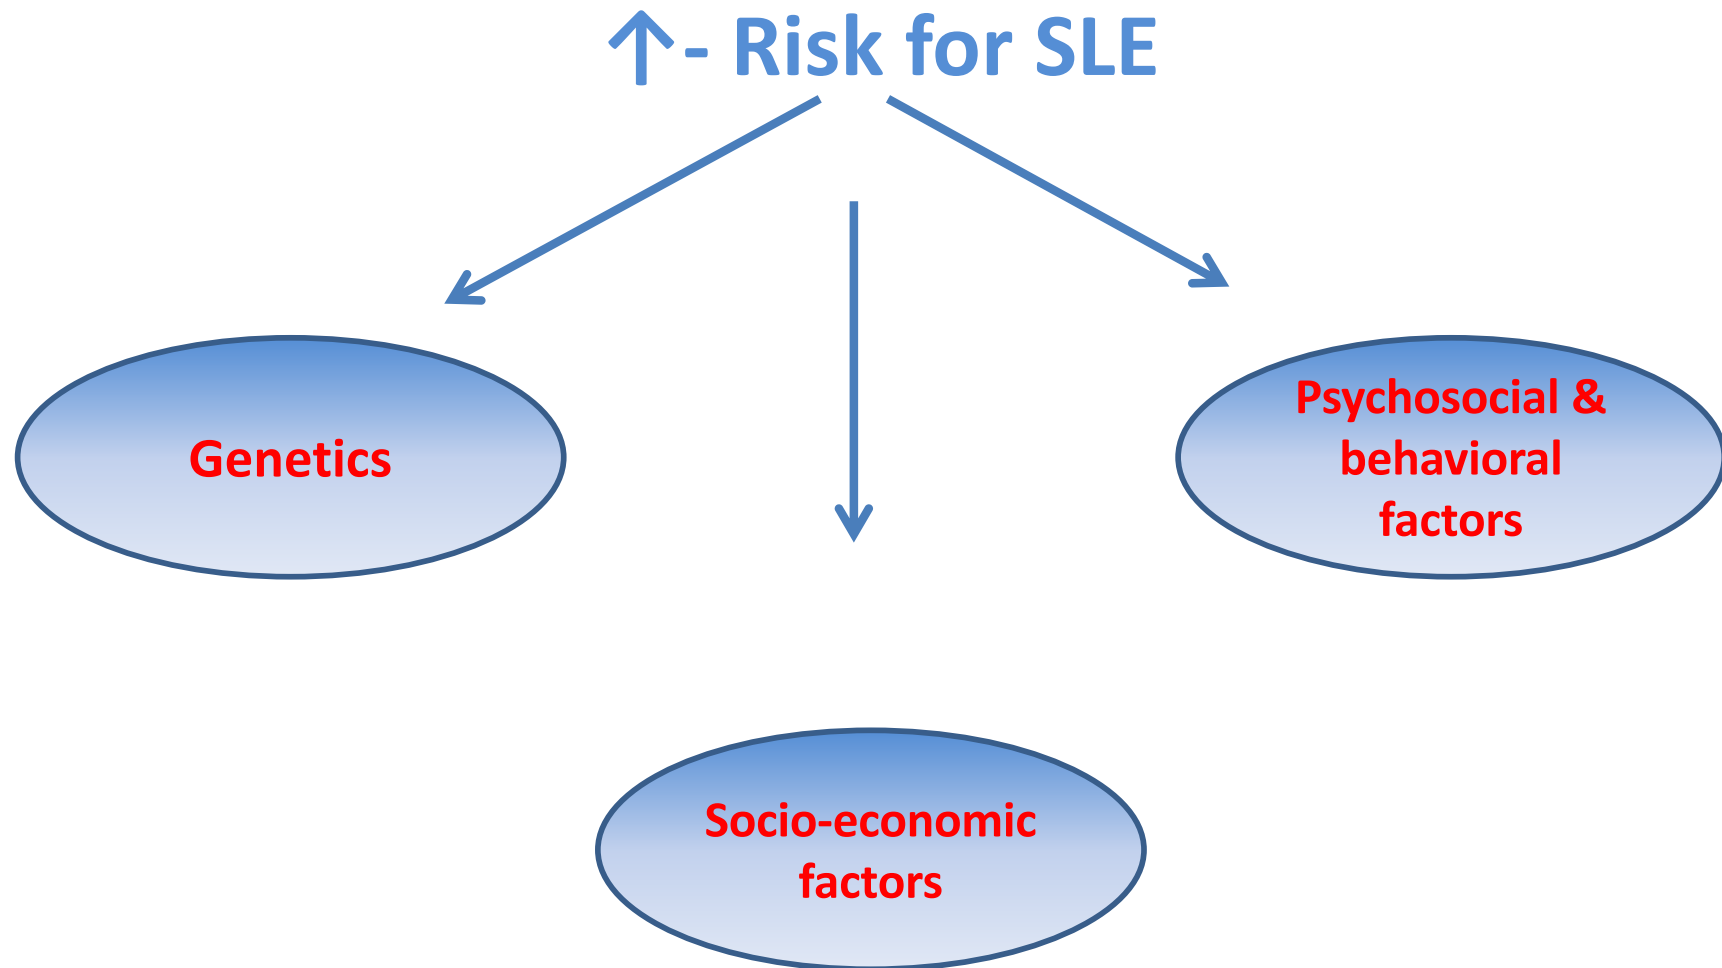 ↑- Risk for SLE
Genetics
Psychosocial &
behavioral
factors
Socio-economic
factors